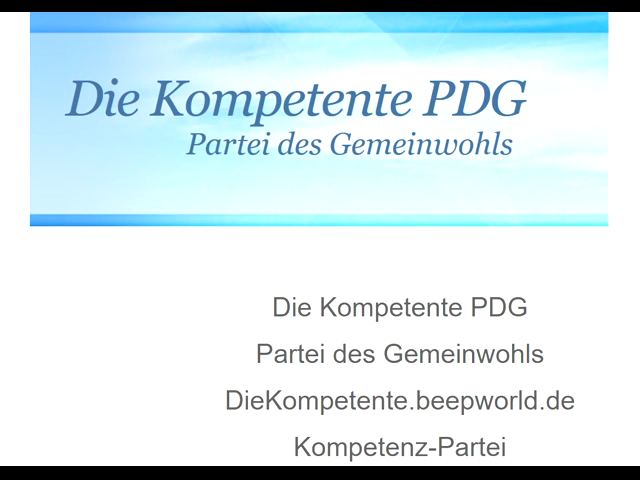 Die Kompetente PDG
Partei des Gemeinwohls
Die Kompetente PDG
Partei des Gemeinwohls
DieKompetente.beepworld.de
Kompetenz-Partei